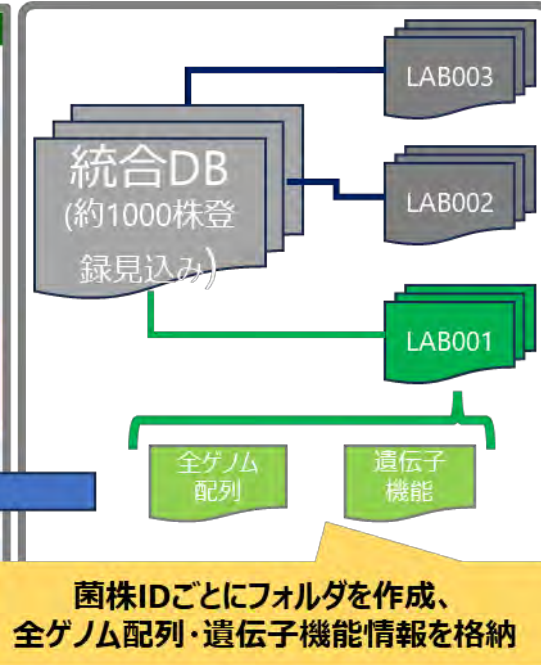 LAB003
統合DB
(約1000株登
録見込み)
LAB002
LAB001
全ゲノム
配列
遺伝子
機能
菌株IDごとにフォルダを作成、
全ゲノム配列・遺伝子機能情報を格納